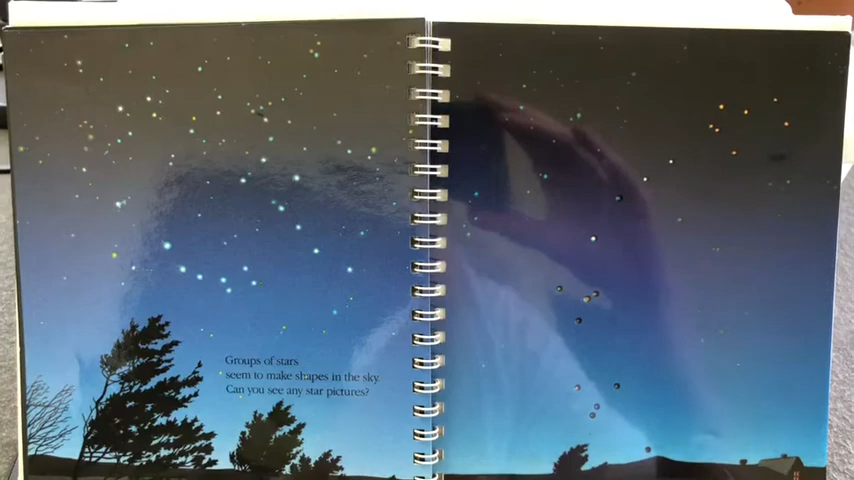 Groups of stars
seem to make shapes in the sky.
Can you see any star pictures?